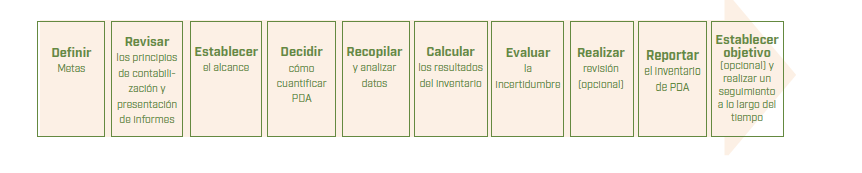 Definir
Metas
Revisar
los principios
de contabili-
zación y
presentación
de informes
Establecer
el alcance
Decidir
cómo
cuantificar
PDA
Recopilar
y analizar
datos
Calcular
los resultados
del inventario
Evaluar
la
incertidumbre
Realizar
revisión
(opcional)
Reportar
el inventario
de PDA
Establecer
objetivo
(opcional) y
realizar un
seguimiento
a lo largo del
tiempo